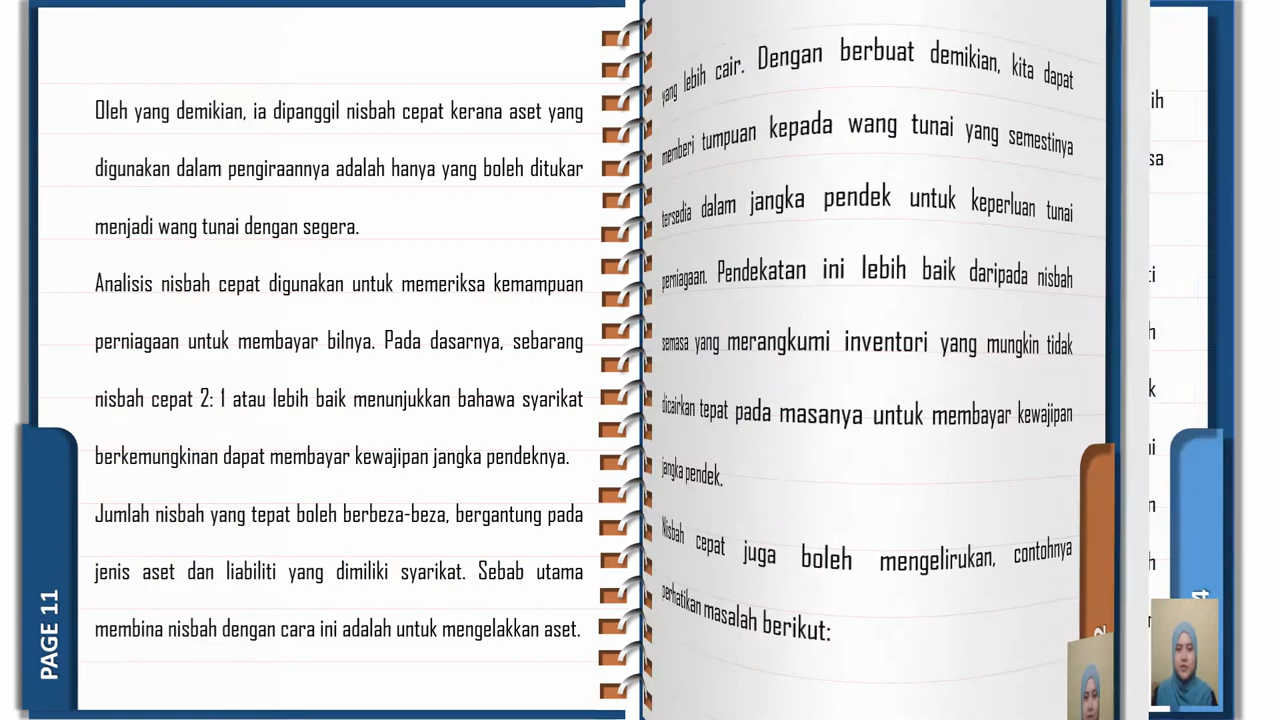 Oleh yang demikian, ia dipanggil nisbah cepat kerana aset yang
digunakan dalam pengiraannya adalah hanya yang boleh ditukar
menjadi wang tunai dengan segera.
Analisis nisbah cepat digunakan untuk memeriksa kemampuan
perniagaan untuk membayar bilnya. Pada dasarnya, sebarang
nisbah cepat 2: 1 atau lebih baik menunjukkan bahawa syarikat
berkemungkinan dapat membayar kewajipan jangka pendeknya.
Jumlah nisbah yang tepat boleh berbeza-beza, bergantung pada
jenis aset dan liabiliti yang dimiliki syarikat. Sebab utama
membina nisbah dengan cara ini adalah untuk mengelakkan aset.
PAGE 11
yang lebih cair. Dengan berbuat demikian, kita dapat
memberi tumpuan kepada wang tunai yang semestinya
tersedia dalam jangka pendek untuk keperluan tunai
perniagaan. Pendekatan ini lebih baik daripada nisbah
semasa yang merangkumi inventori yang mungkin tidak
dicairkan tepat pada masanya untuk membayar kewajipan
jangka pendek.
Nisbah cepat juga boleh mengelirukan, contohnya
perhatikan masalah berikut: